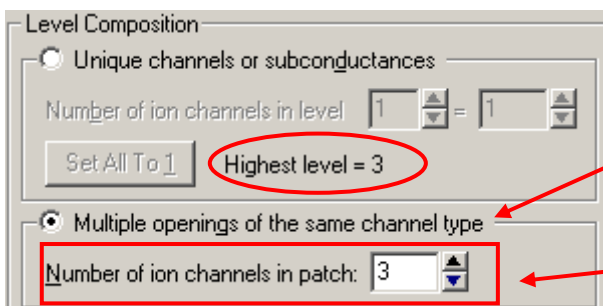 Level Composition
Unique channels or subconductances
Number of ion channels in level 1 = 1
Set All To 1 Highest level = 3
Multiple openings of the same channel type
Number of ion channels in patch: 3